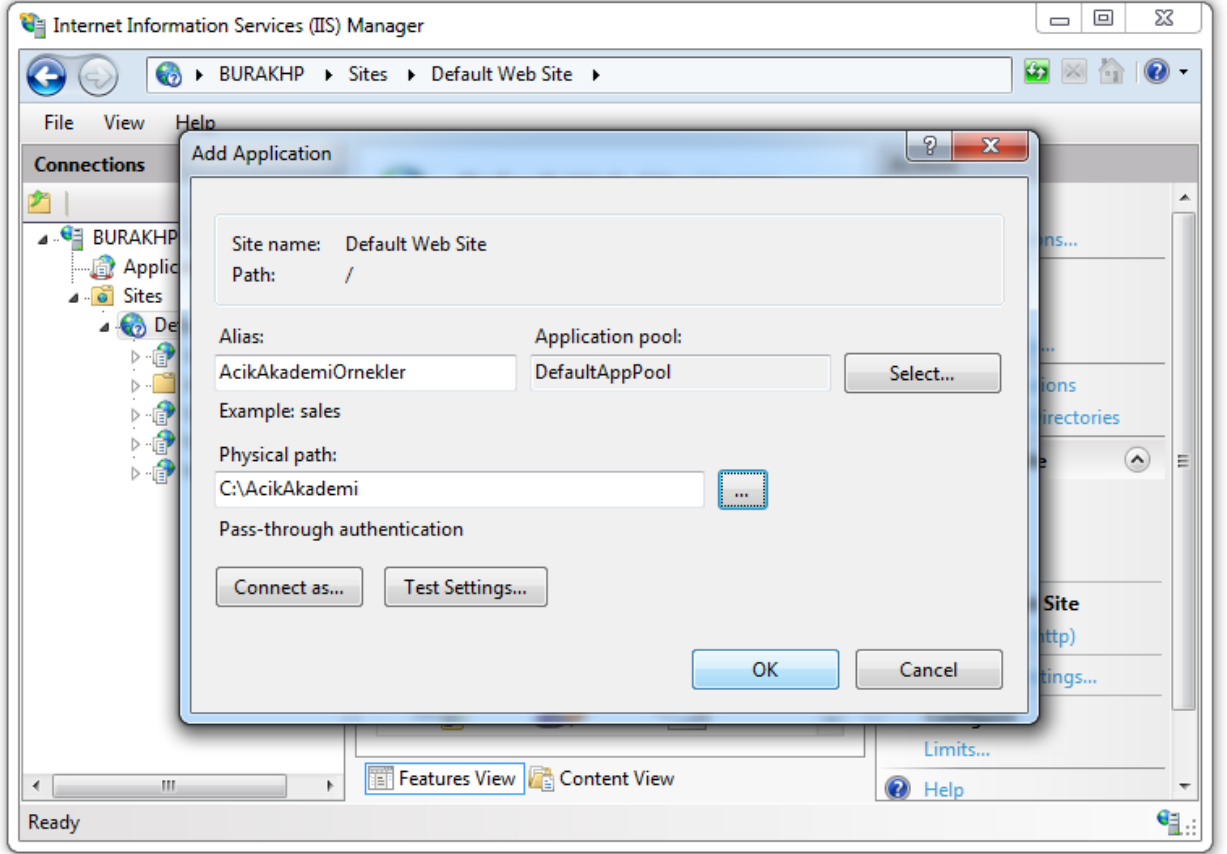 Internet Information Services (IIS) Manager
BURAKHP Sites Default Web Site
File View Help
Connections
Add Application
BURAKHP
Site name: Default Web Site
Path: /
Sites
Alias: Application pool:
AcikAkademiOrnekler DefaultAppPool Select...
Example: sales
Physical path:
C:\AcikAkademi ...
Pass-through authentication
Connect as... Test Settings...
Site
OK Cancel
Limits...
Features View Content View
Help
Ready